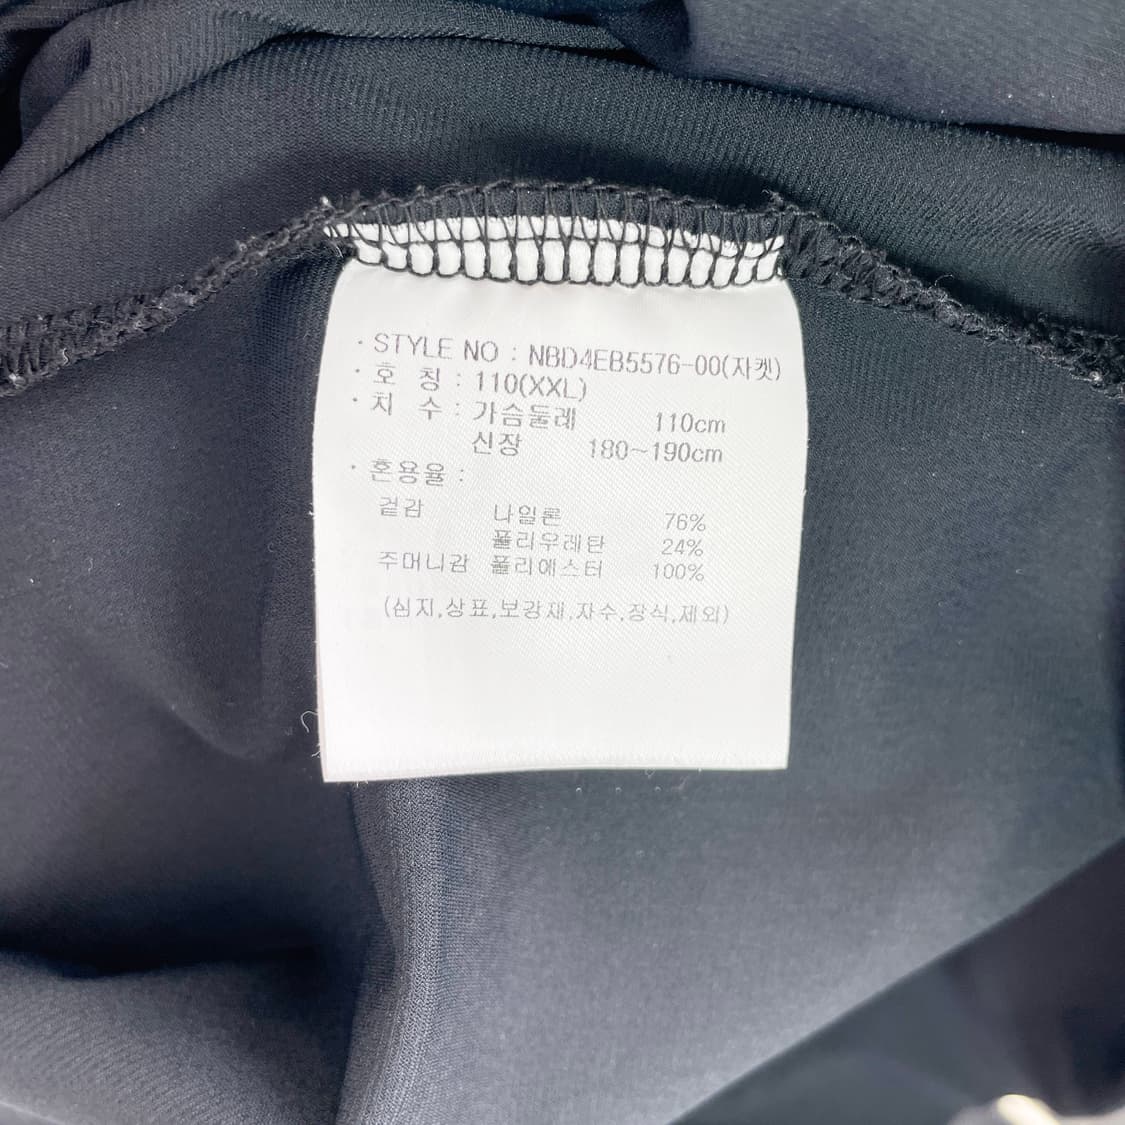 · STYLE NO : NBD4EB5576-00(자켓)
· 호 칭 : 110(XXL)
· 치 수 : 가슴둘레 110cm
신장 180~190cm
· 혼용율 :
겉감 나일론 76%
폴리우레탄 24%
주머니감 폴리에스터 100%
(심지,상표,보강재,자수,장식,제외)